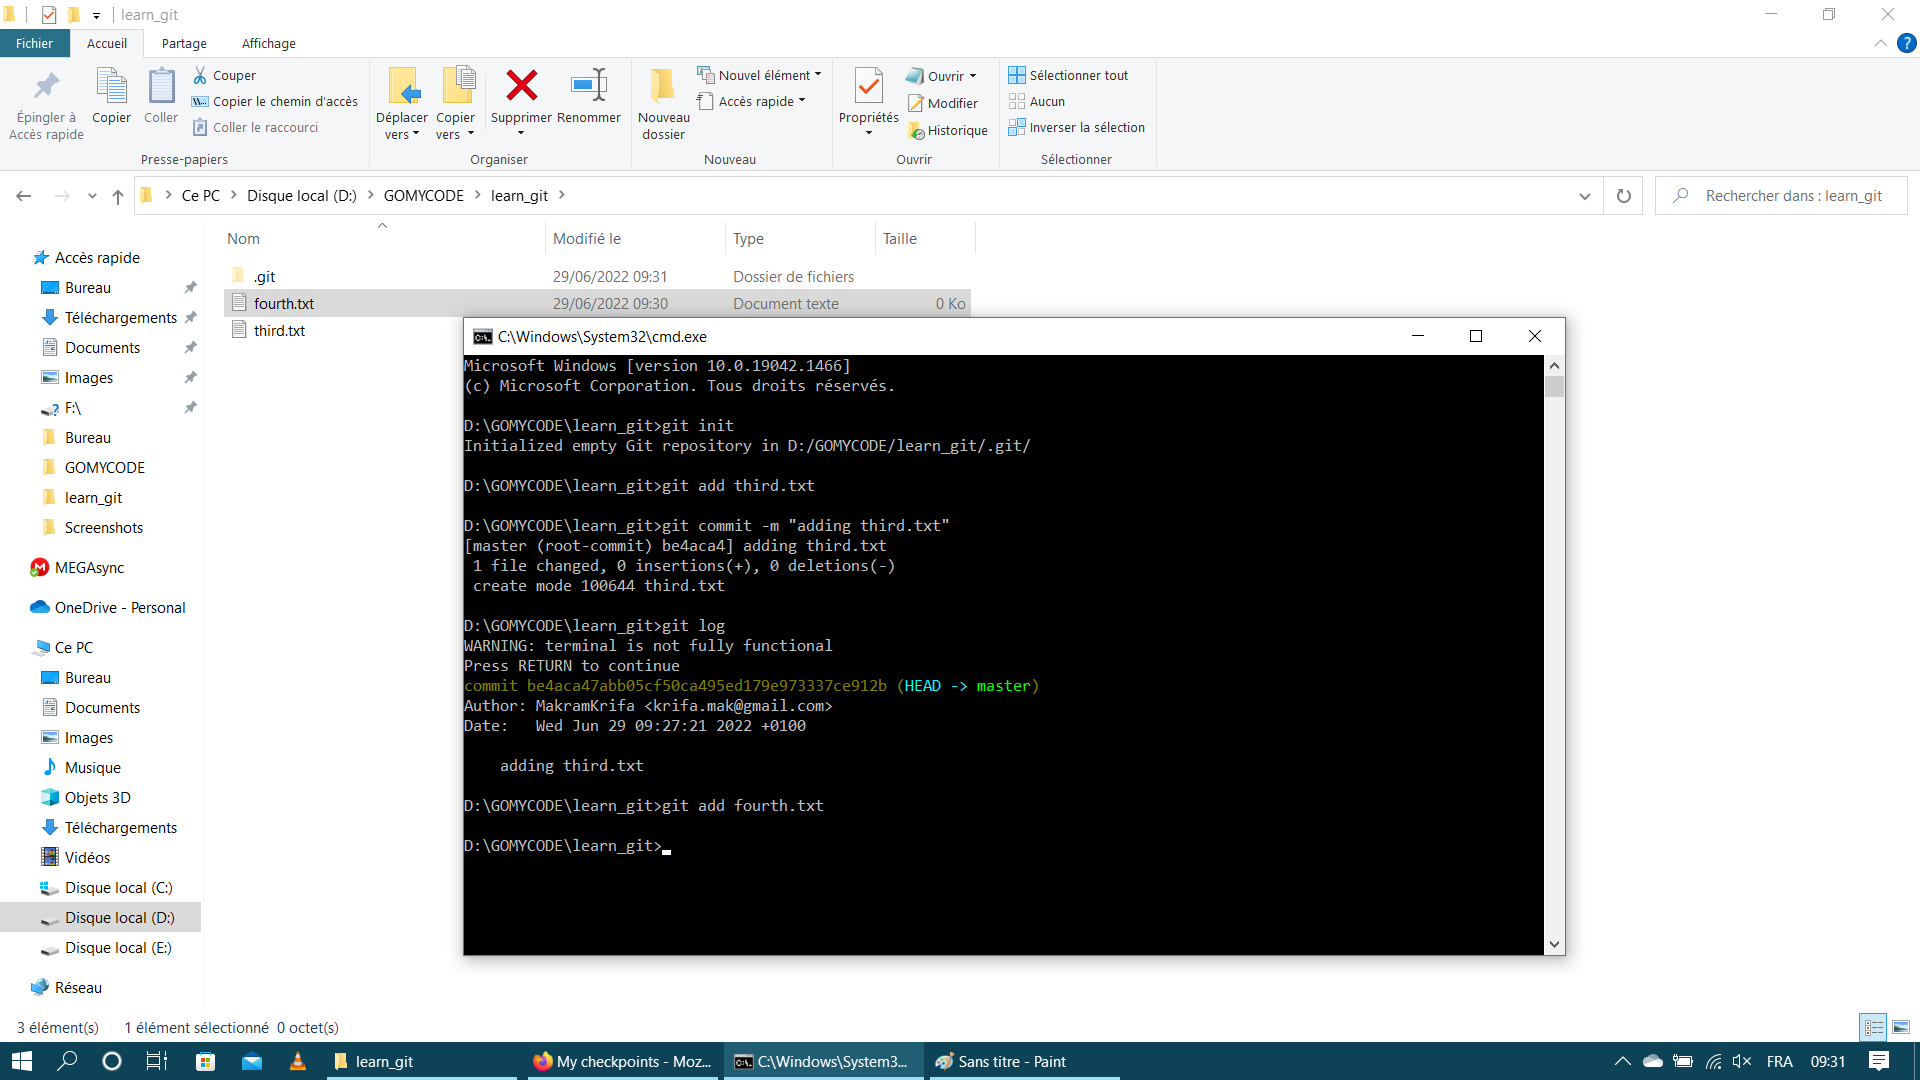 learn_git
Fichier
Accueil
Partage
Affichage
?
Épingler à Accès rapide
Copier
Coller
Couper
Copier le chemin d'accès
Coller le raccourci
Presse-papiers
Déplacer vers
Copier vers
Supprimer
Renommer
Organiser
Nouveau dossier
Nouvel élément
Accès rapide
Nouveau
Propriétés
Ouvrir
Modifier
Historique
Ouvrir
Sélectionner tout
Aucun
Inverser la sélection
Sélectionner
Ce PC > Disque local (D:) > GOMYCODE > learn_git >
Rechercher dans : learn_git
Nom Modifié le Type Taille
.git 29/06/2022 09:31 Dossier de fichiers
fourth.txt 29/06/2022 09:30 Document texte 0 Ko
third.txt
Accès rapide
Bureau
Téléchargements
Documents
Images
F:\
Bureau
GOMYCODE
learn_git
Screenshots
MEGAsync
OneDrive - Personal
Ce PC
Bureau
Documents
Images
Musique
Objets 3D
Téléchargements
Vidéos
Disque local (C:)
Disque local (D:)
Disque local (E:)
Réseau
C:\Windows\System32\cmd.exe
Microsoft Windows [version 10.0.19042.1466]
(c) Microsoft Corporation. Tous droits réservés.
D:\GOMYCODE\learn_git>git init
Initialized empty Git repository in D:/GOMYCODE/learn_git/.git/
D:\GOMYCODE\learn_git>git add third.txt
D:\GOMYCODE\learn_git>git commit -m "adding third.txt"
[master (root-commit) be4aca4] adding third.txt
1 file changed, 0 insertions(+), 0 deletions(-)
create mode 100644 third.txt
D:\GOMYCODE\learn_git>git log
WARNING: terminal is not fully functional
Press RETURN to continue
commit be4aca47abb05cf50ca495ed179e973337ce912b (HEAD -> master)
Author: MakramKrifa <krifa.mak@gmail.com>
Date:   Wed Jun 29 09:27:21 2022 +0100
adding third.txt
D:\GOMYCODE\learn_git>git add fourth.txt
D:\GOMYCODE\learn_git>
3 élément(s) 1 élément sélectionné 0 octet(s)
learn_git
My checkpoints - Moz...
C:\Windows\System3...
Sans titre - Paint
FRA
09:31